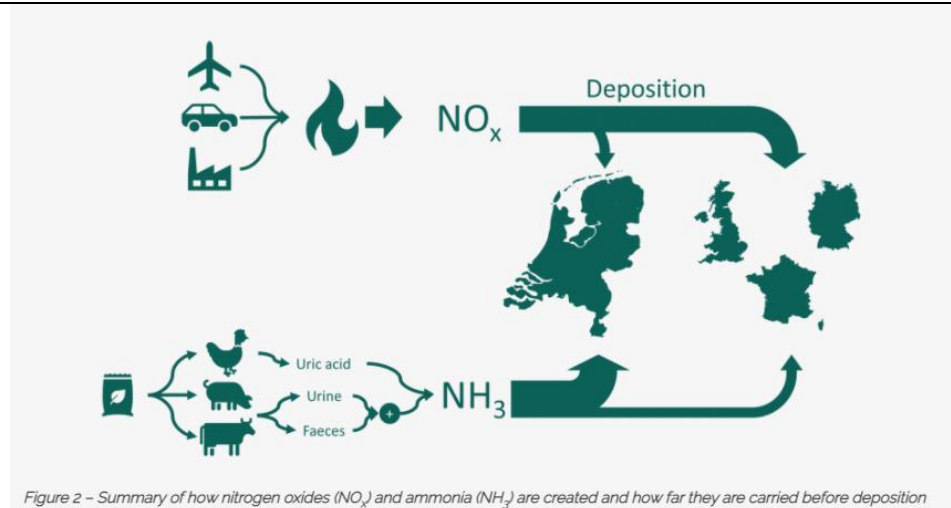 Deposition
NOₓ
Uric acid
Urine
Faeces
+
NH₃
Figure 2 – Summary of how nitrogen oxides (NOₓ) and ammonia (NH₃) are created and how far they are carried before deposition